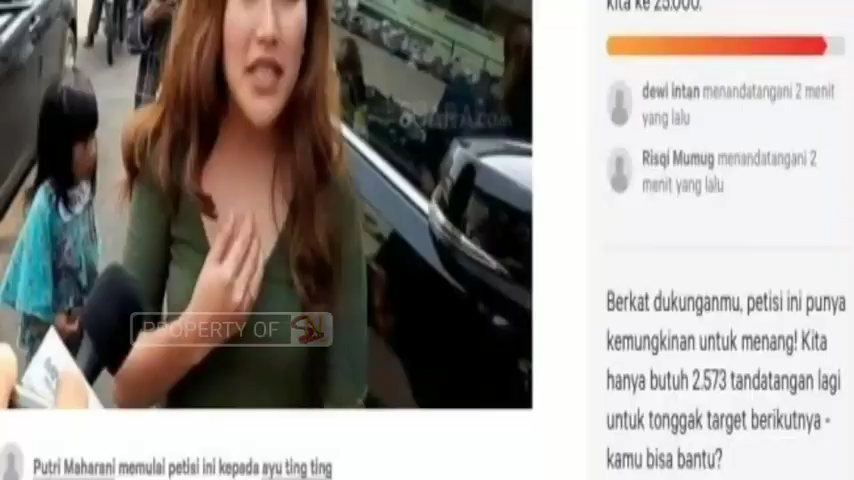 kita ke 25.000.
dewi intan menandatangani 2 menit
yang lalu
Risqi Mumug menandatangani 2
menit yang lalu
PROPERTY OF
Berkat dukunganmu, petisi ini punya
kemungkinan untuk menang! Kita
hanya butuh 2.573 tandatangan lagi
untuk tonggak target berikutnya -
kamu bisa bantu?
Putri Maharani memulai petisi ini kepada ayu ting ting